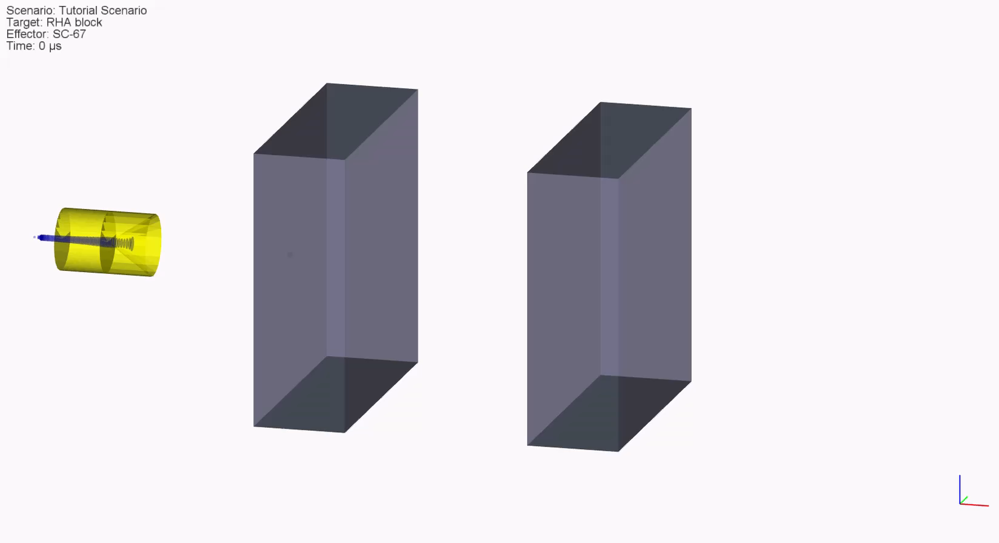 Scenario: Tutorial Scenario
Target: RHA block
Effector: SC-67
Time: 0 µs